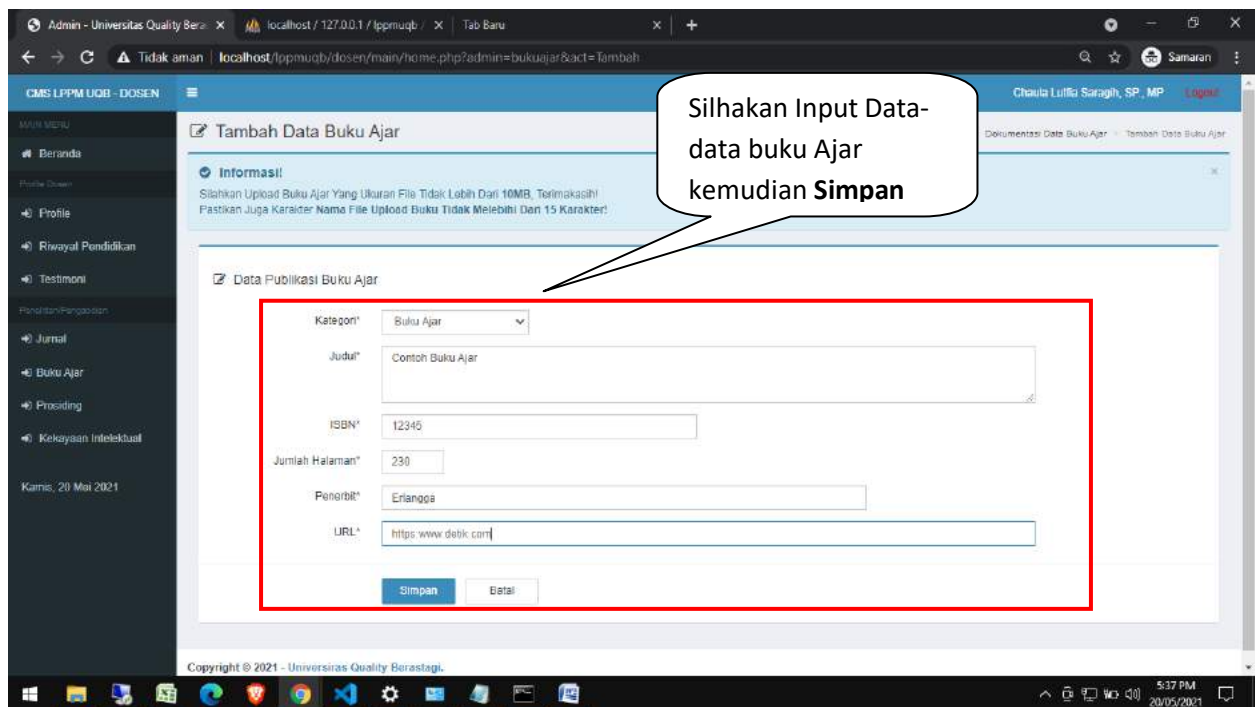 Admin - Universitas Quality Bera
localhost / 127.0.0.1 / lppmuqb /
Tab Baru
Tidak aman | localhost/lppmuqb/dosen/main/home.php?admin=bukuajar&act=Tambah
Samaran
CMS LPPM UQB - DOSEN
Chaula Lutfia Saragih, SP., MP
Logout
MAIN MENU
Beranda
Profile Dosen
Profile
Riwayat Pendidikan
Testimoni
Penelitian/Pengabdian
Jurnal
Buku Ajar
Prosiding
Kekayaan Intelektual
Kamis, 20 Mei 2021
Tambah Data Buku Ajar
Dokumentasi Data Buku Ajar
Tambah Data Buku Ajar
Silhakan Input Data-
data buku Ajar
kemudian Simpan
Informasi!
Silahkan Upload Buku Ajar Yang Ukuran File Tidak Lebih Dari 10MB, Terimakasih!
Pastikan Juga Karakter Nama File Upload Buku Tidak Melebihi Dari 15 Karakter!
Data Publikasi Buku Ajar
Kategori* Buku Ajar
Judul* Contoh Buku Ajar
ISBN* 12345
Jumlah Halaman* 230
Penerbit* Erlangga
URL* https:www.detik.com
Simpan Batal
Copyright © 2021 - Universiras Quality Berastagi.
5:37 PM
20/05/2021